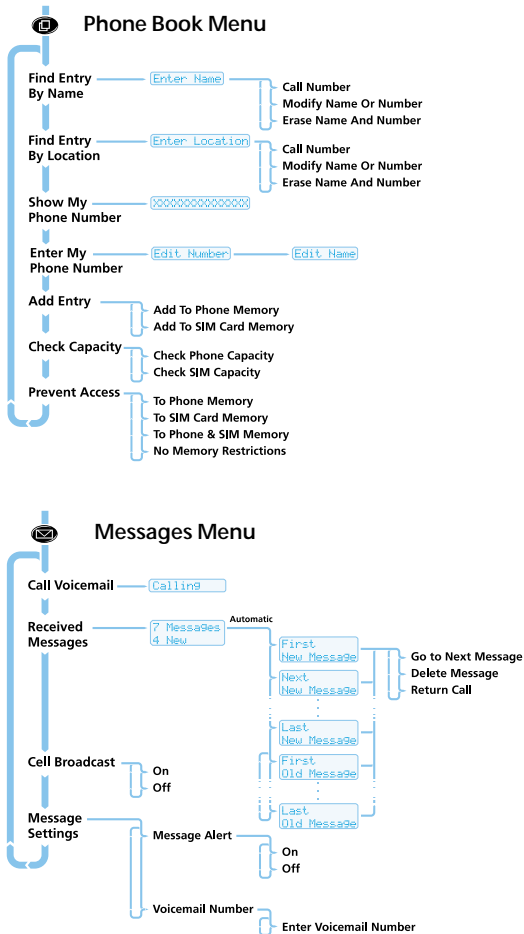 Phone Book Menu
Find Entry
By Name
Enter Name
Call Number
Modify Name Or Number
Erase Name And Number
Find Entry
By Location
Enter Location
Call Number
Modify Name Or Number
Erase Name And Number
Show My
Phone Number
XXXXXXXXXXXXX
Enter My
Phone Number
Edit Number
Edit Name
Add Entry
Add To Phone Memory
Add To SIM Card Memory
Check Capacity
Check Phone Capacity
Check SIM Capacity
Prevent Access
To Phone Memory
To SIM Card Memory
To Phone & SIM Memory
No Memory Restrictions
Messages Menu
Call Voicemail
Calling
Received
Messages
7 Messages
4 New
Automatic
First
New Message
Next
New Message
Last
New Message
First
Old Message
Last
Old Message
Go to Next Message
Delete Message
Return Call
Cell Broadcast
On
Off
Message
Settings
Message Alert
On
Off
Voicemail Number
Enter Voicemail Number